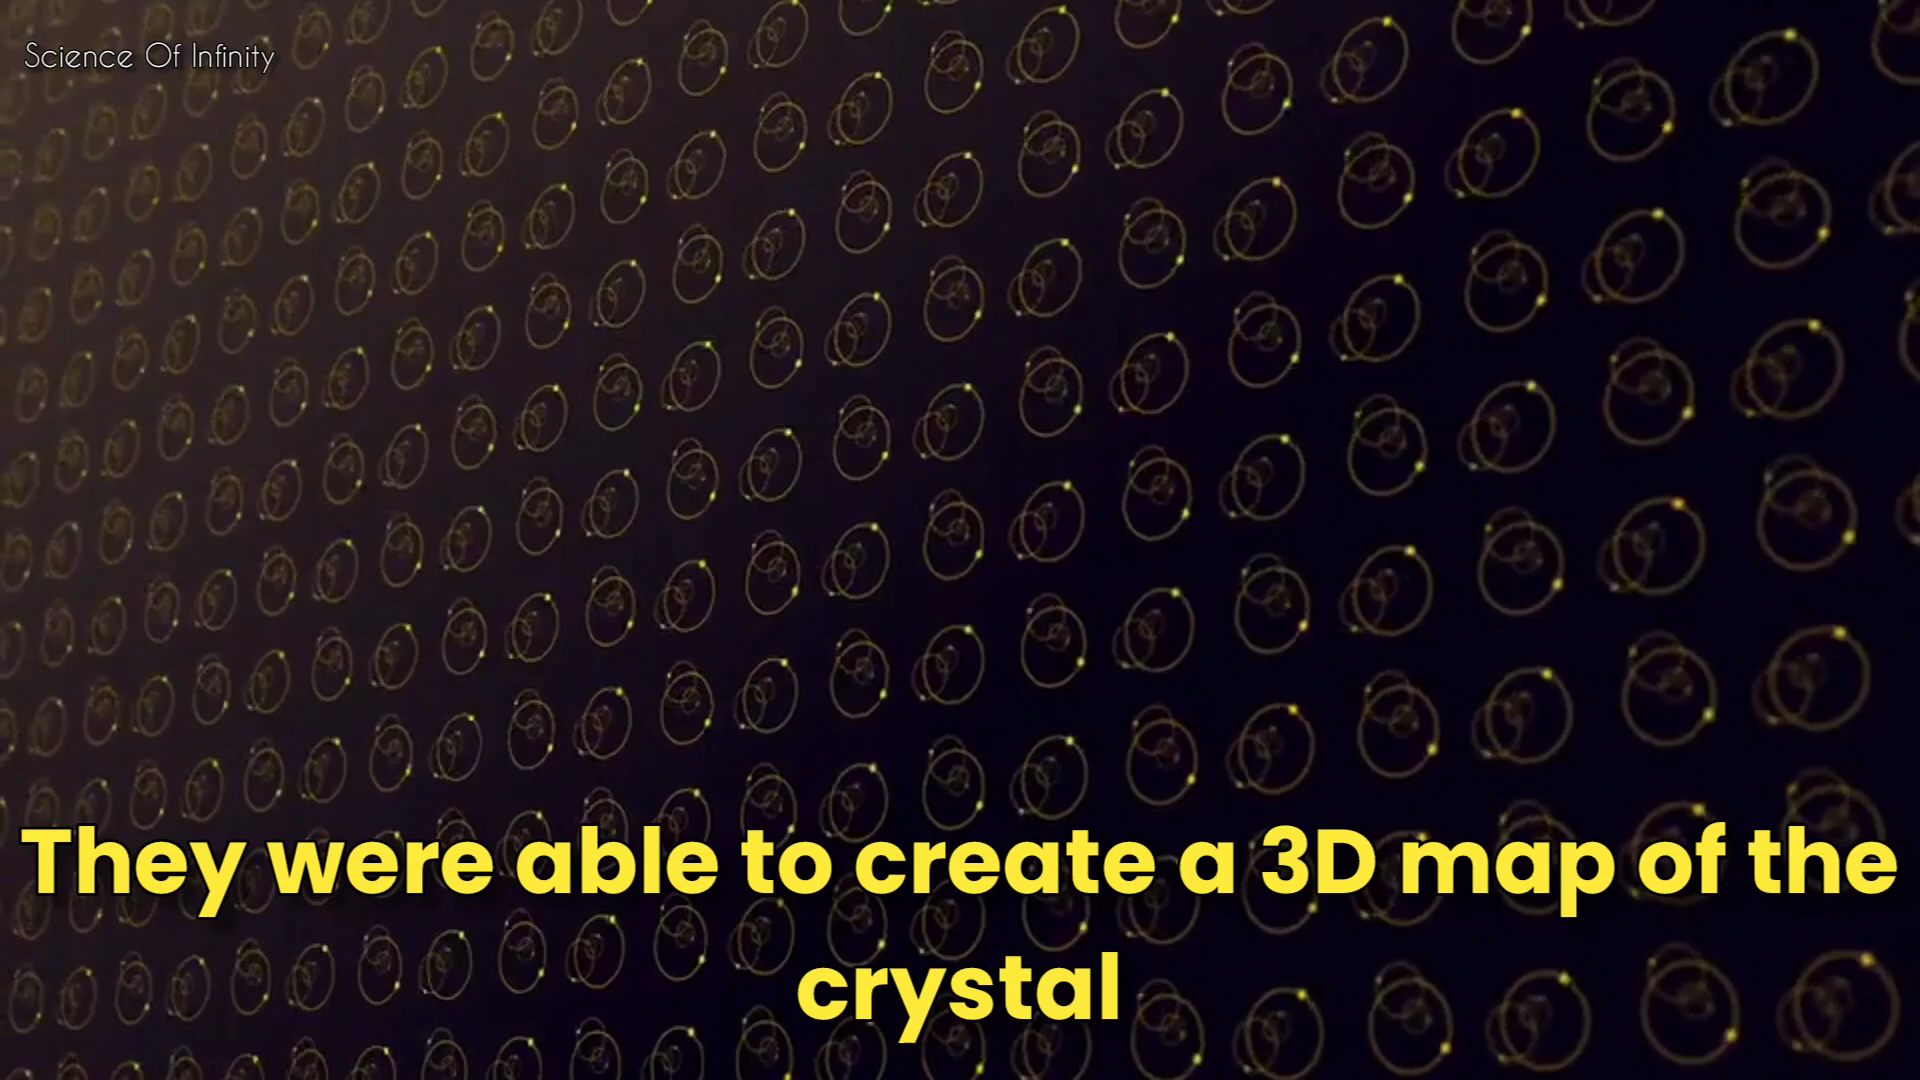 Science Of Infinity
They were able to create a 3D map of the
crystal